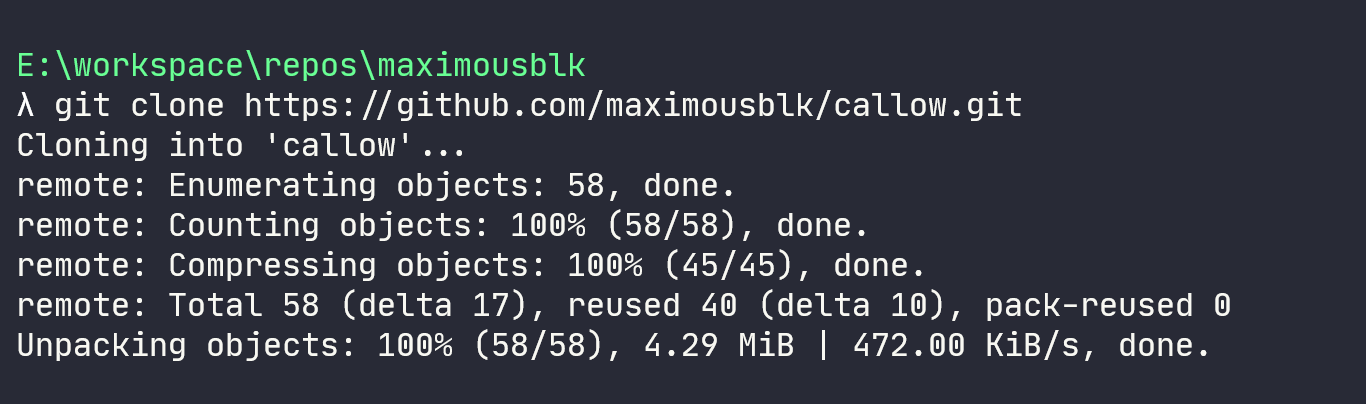 E:\workspace\repos\maximousblk
λ git clone https://github.com/maximousblk/callow.git
Cloning into 'callow'...
remote: Enumerating objects: 58, done.
remote: Counting objects: 100% (58/58), done.
remote: Compressing objects: 100% (45/45), done.
remote: Total 58 (delta 17), reused 40 (delta 10), pack-reused 0
Unpacking objects: 100% (58/58), 4.29 MiB | 472.00 KiB/s, done.